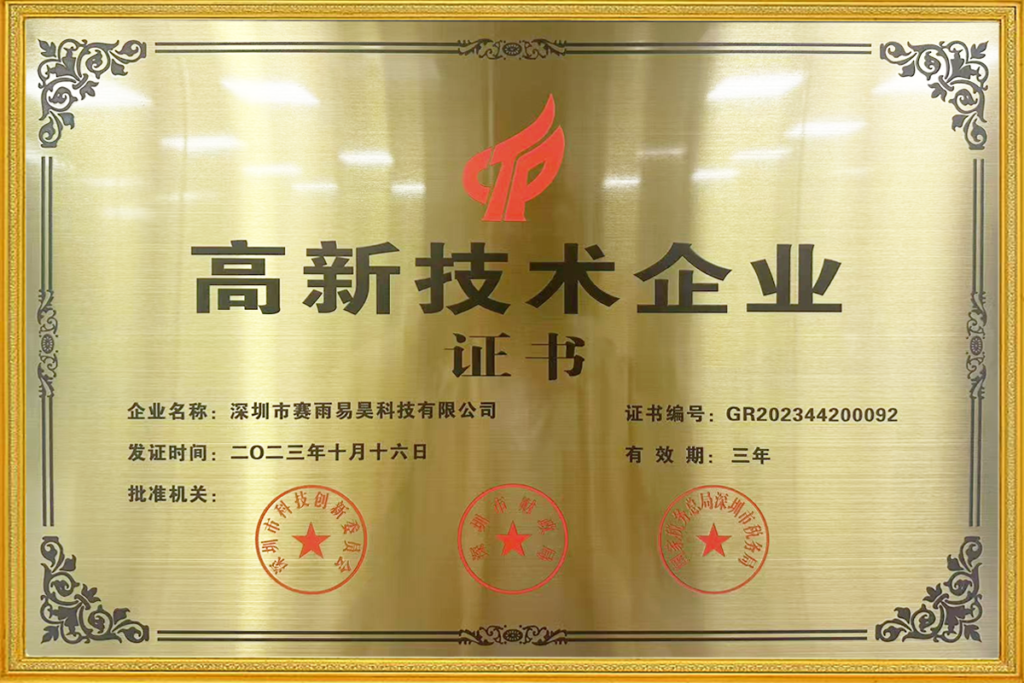 高新技术企业
证书
企业名称：深圳市赛雨易昊科技有限公司
证书编号：GR202344200092
发证时间：二〇二三年十月十六日
有 效 期：三年
批准机关：
深圳市科技创新委员会
深圳市财政局
国家税务总局深圳市税务局